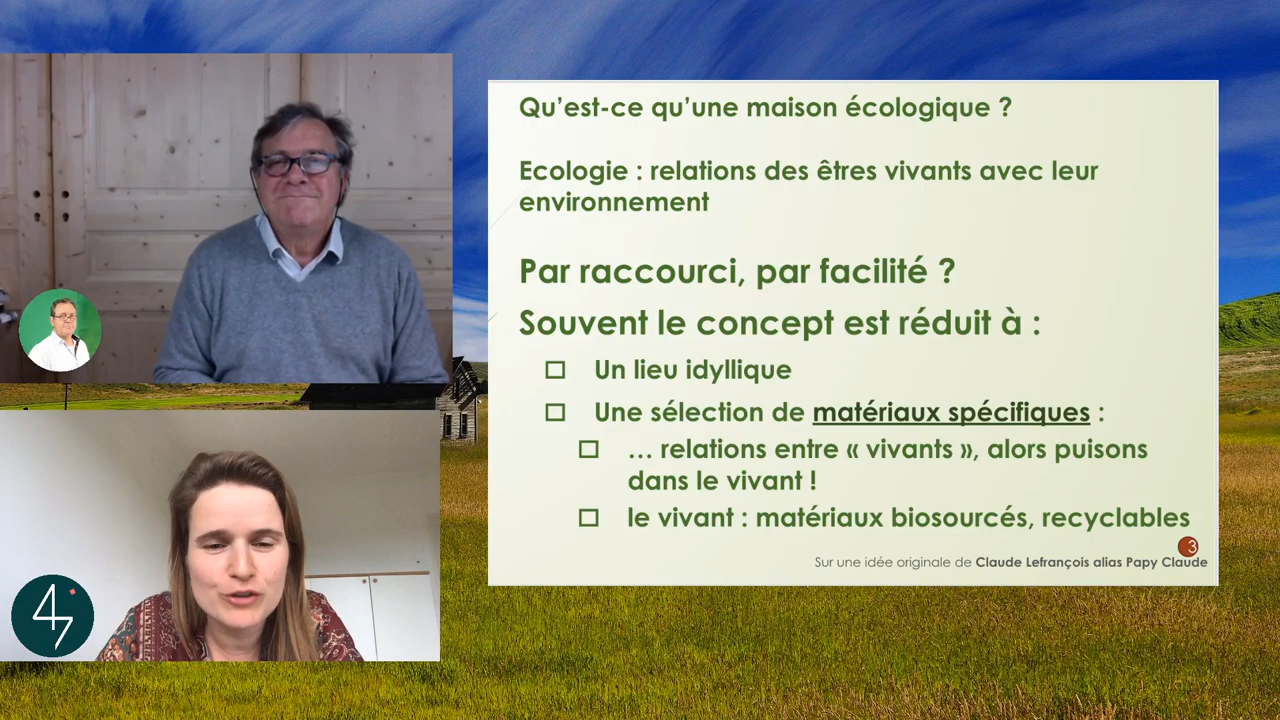 Qu’est-ce qu’une maison écologique ?
Ecologie : relations des êtres vivants avec leur
environnement
Par raccourci, par facilité ?
Souvent le concept est réduit à :
Un lieu idyllique
Une sélection de matériaux spécifiques :
… relations entre « vivants », alors puisons
dans le vivant !
le vivant : matériaux biosourcés, recyclables
3
Sur une idée originale de Claude Lefrançois alias Papy Claude
47